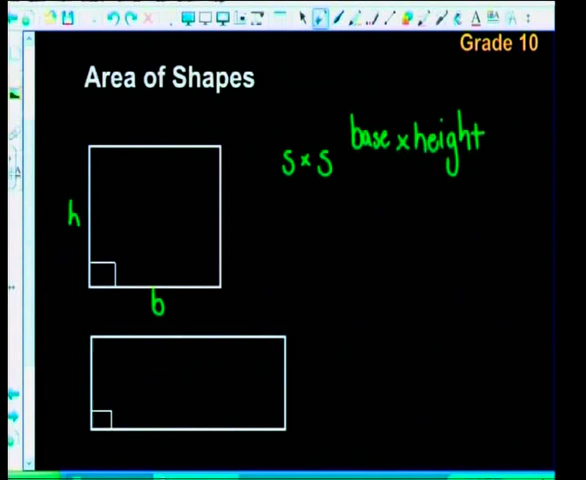 Grade 10
Area of Shapes
base × height
s × s
h
b